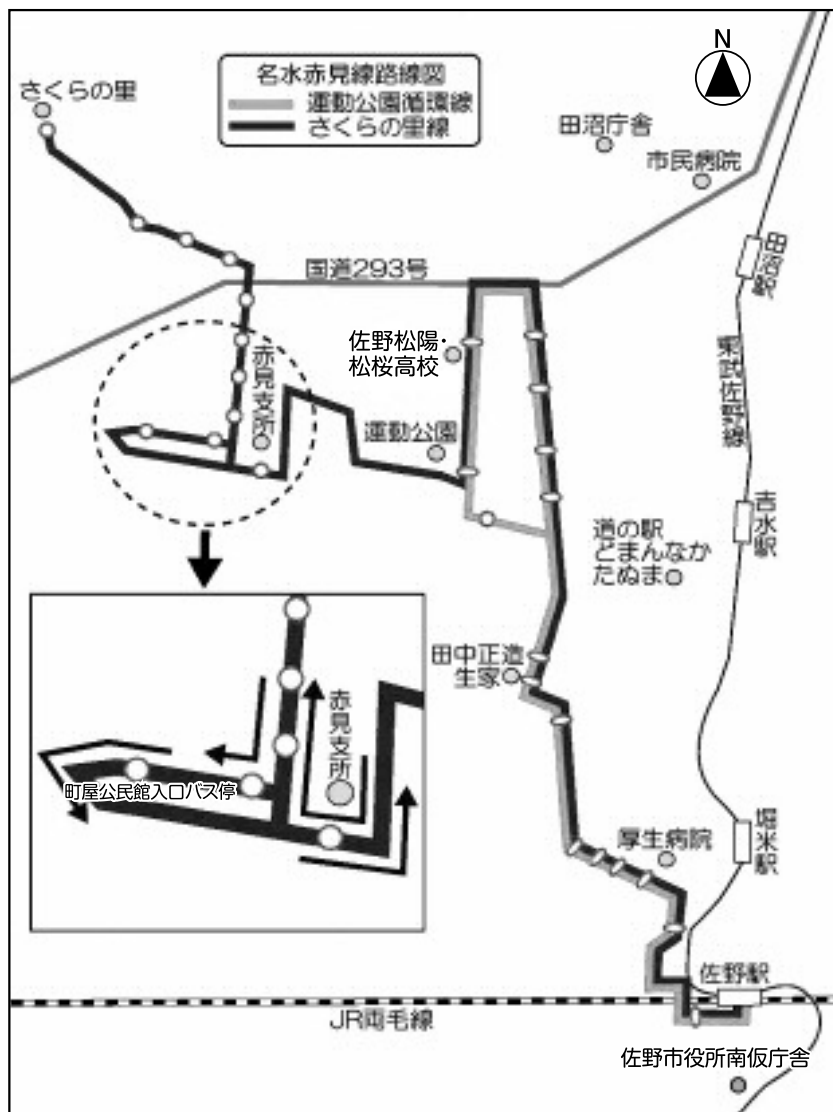 名水赤見線路線図
運動公園循環線
さくらの里線
N
さくらの里
田沼庁舎
市民病院
田沼駅
国道293号
佐野松陽・
松桜高校
赤見支所
運動公園
東武佐野線
吉水駅
道の駅
どまんなか
たぬま
田中正造
生家
赤見支所
町屋公民館入口バス停
厚生病院
堀米駅
佐野駅
JR両毛線
佐野市役所南仮庁舎